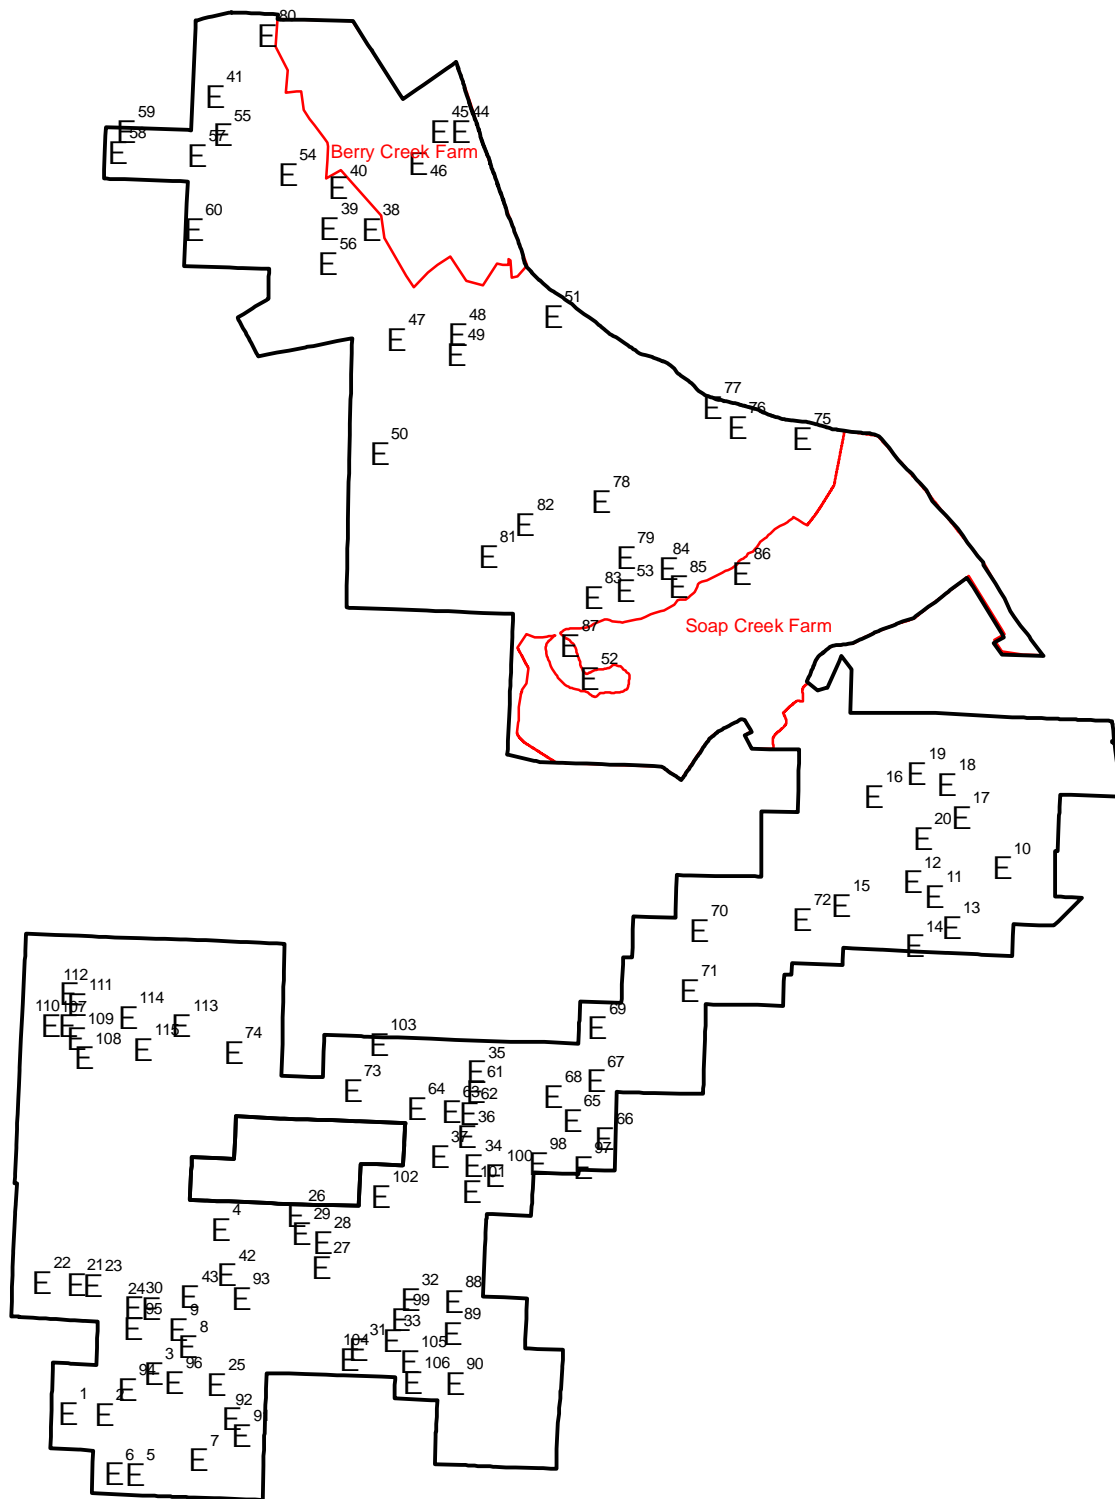 80
E
41
E
59
E
55
E
45 44
E E
58
E
57
E
Berry Creek Farm
46
E
54
E
40
E
60
E
39
E
38
E
56
E
51
E
47
E
48
E
49
E
77
E
76
E
75
E
50
E
78
E
82
E
81
E
79
E
84
E
86
E
83
E
53
E
85
E
Soap Creek Farm
87
E
52
E
19
E
18
E
16
E
17
E
20
E
10
E
12
E
11
E
15
E
72
E
13
E
14
E
70
E
71
E
112
E
111
E
110
E
107
E
109
E
108
E
114
E
113
E
115
E
74
E
69
E
103
E
35
E
61
E
73
E
67
E
68
E
64
E
63
E
62
E
65
E
36
E
66
E
37
E
34
E
100
E
98
E
97
E
101
E
102
E
26
E
29
E
4
E
28
E
27
E
42
E
22
E
21
E
23
E
43
E
93
E
24
E
30
E
95
E
9
E
8
E
32
E
88
E
99
E
89
E
33
E
31
E
104
E
105
E
106
E
90
E
3
E
94
E
96
E
25
E
1
E
2
E
92
E
91
E
7
E
6
E
5
E